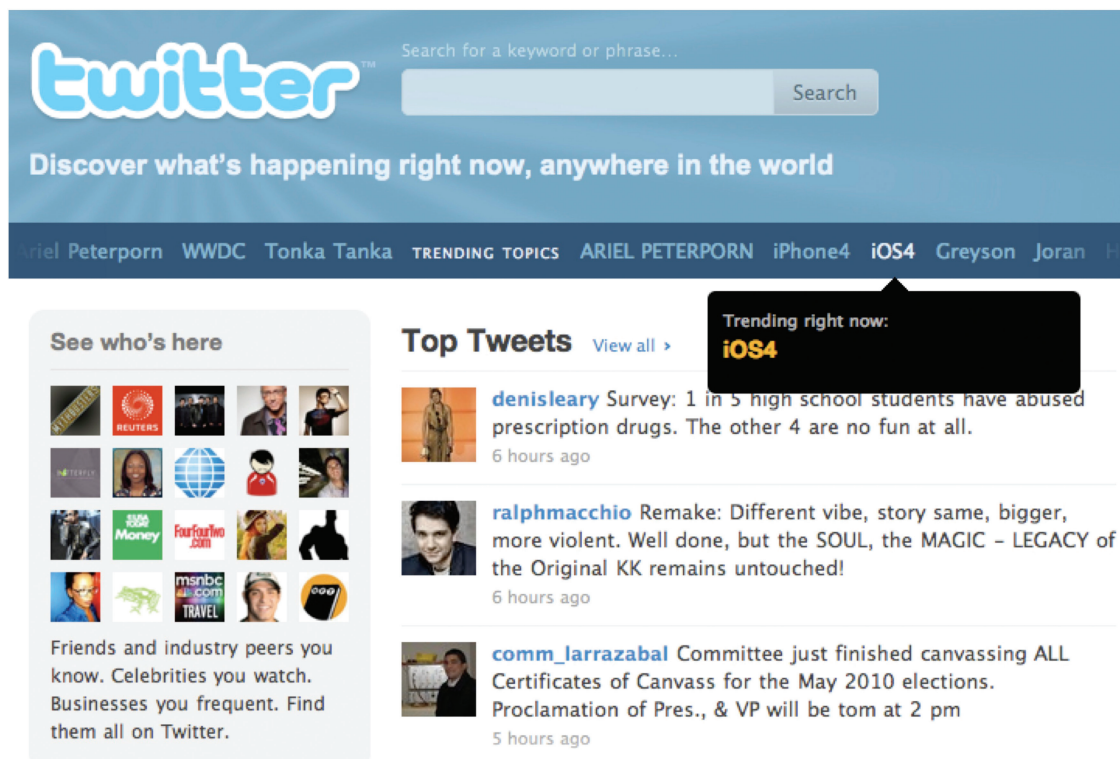 twitter™
Search for a keyword or phrase...
Search
Discover what's happening right now, anywhere in the world
Ariel Peterporn WWDC Tonka Tanka TRENDING TOPICS ARIEL PETERPORN iPhone4 iOS4 Greyson Joran H
Trending right now:
iOS4
See who's here
REUTERS
USA TODAY
Money
FourFourTwo
.com
msnbc
.com
TRAVEL
Friends and industry peers you
know. Celebrities you watch.
Businesses you frequent. Find
them all on Twitter.
Top Tweets View all ›
denisleary Survey: 1 in 5 high school students have abused
prescription drugs. The other 4 are no fun at all.
6 hours ago
ralphmacchio Remake: Different vibe, story same, bigger,
more violent. Well done, but the SOUL, the MAGIC – LEGACY of
the Original KK remains untouched!
6 hours ago
comm_larrazabal Committee just finished canvassing ALL
Certificates of Canvass for the May 2010 elections.
Proclamation of Pres., & VP will be tom at 2 pm
5 hours ago